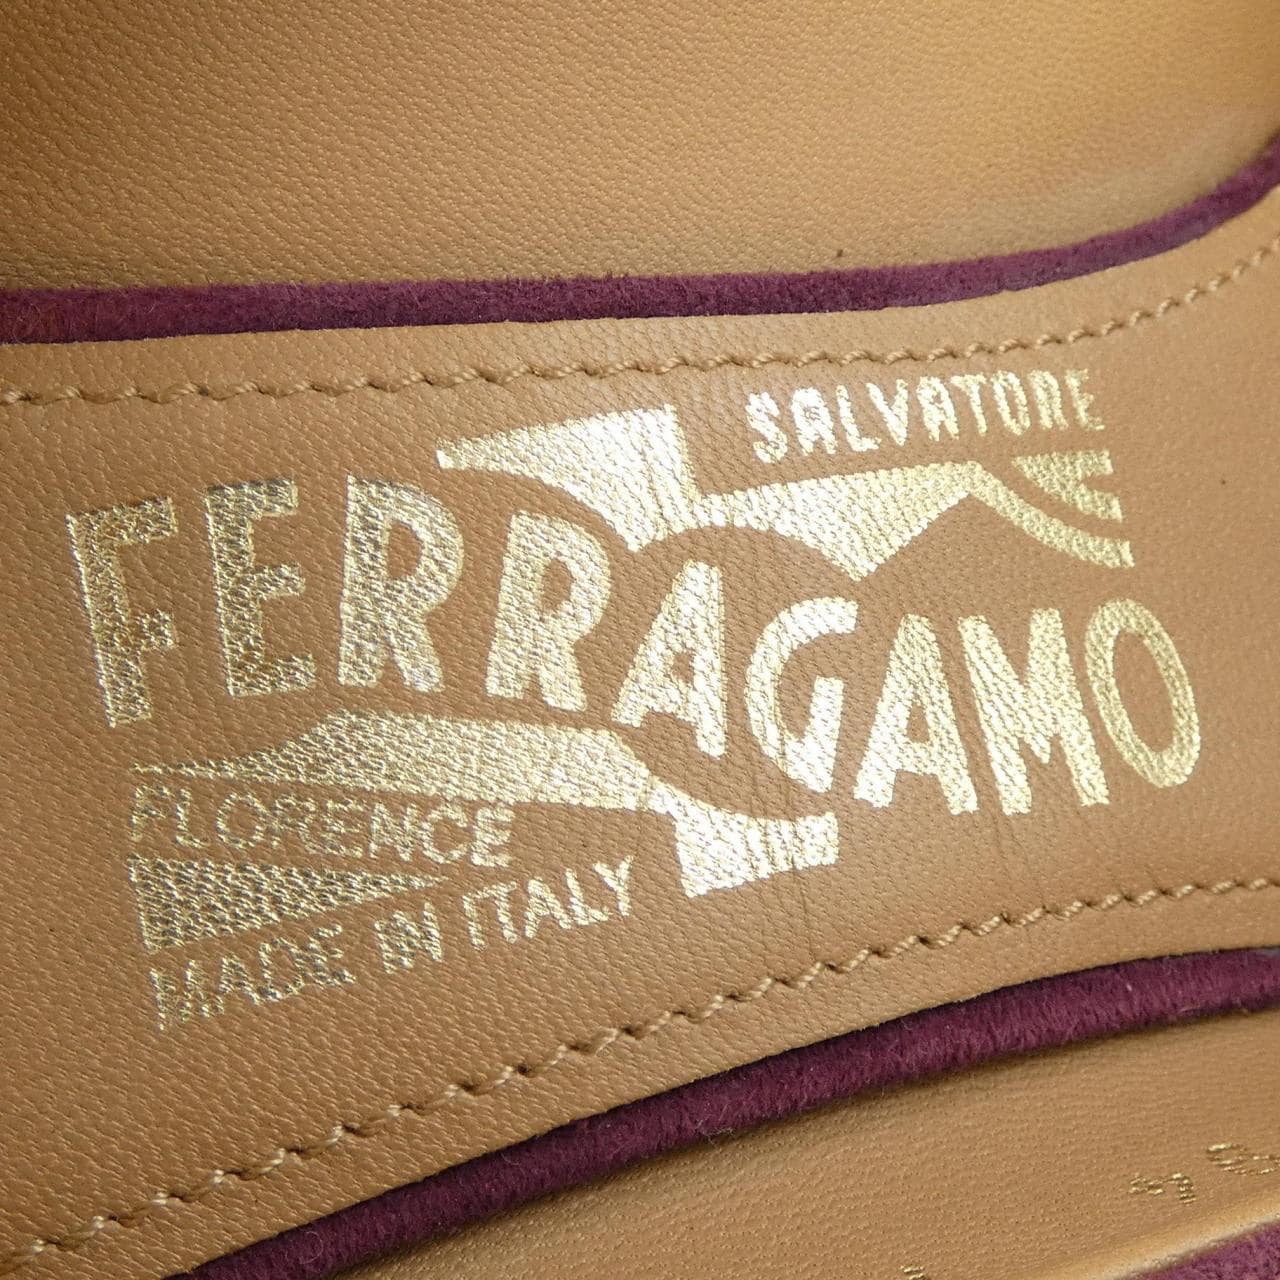 SALVATORE
FERRAGAMO
FLORENCE
MADE IN ITALY